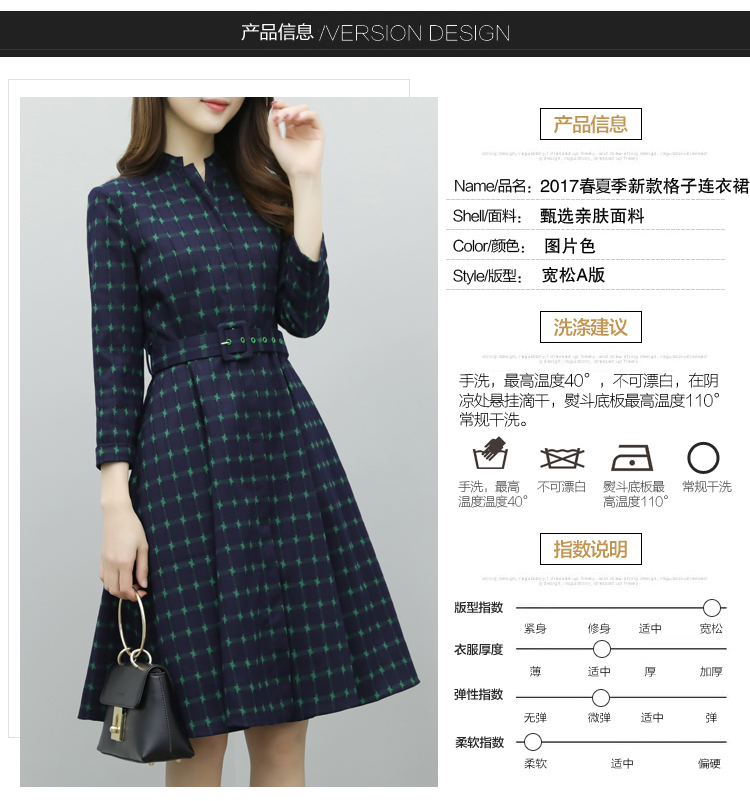 产品信息 /VERSION DESIGN
产品信息
Name/品名: 2017春夏季新款格子连衣裙
Shell/面料: 甄选亲肤面料
Color/颜色: 图片色
Style/版型: 宽松A版
洗涤建议
手洗，最高温度40°，不可漂白，在阴
凉处悬挂滴干，熨斗底板最高温度110°
常规干洗。
手洗，最高
温度温度40°
不可漂白
熨斗底板最
高温度110°
常规干洗
指数说明
版型指数
紧身 修身 适中 宽松
衣服厚度
薄 适中 厚 加厚
弹性指数
无弹 微弹 适中 弹
柔软指数
柔软 适中 偏硬